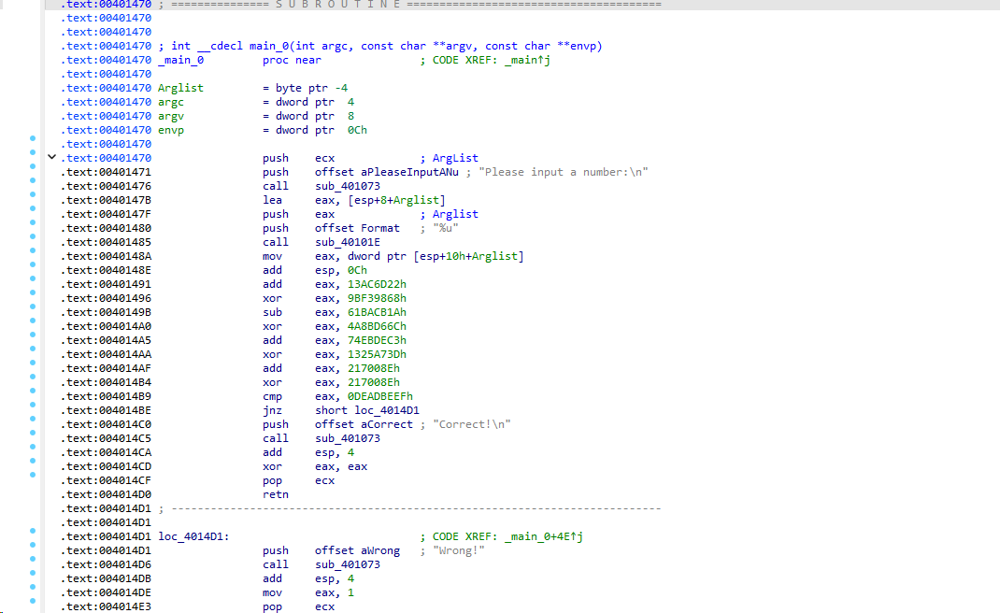 .text:00401470 ; =============== S U B R O U T I N E =======================================
.text:00401470
.text:00401470
.text:00401470 ; int __cdecl main_0(int argc, const char **argv, const char **envp)
.text:00401470 _main_0         proc near               ; CODE XREF: _main↑j
.text:00401470
.text:00401470 Arglist         = byte ptr -4
.text:00401470 argc            = dword ptr  4
.text:00401470 argv            = dword ptr  8
.text:00401470 envp            = dword ptr  0Ch
.text:00401470
.text:00401470                 push    ecx             ; ArgList
.text:00401471                 push    offset aPleaseInputANu ; "Please input a number:\n"
.text:00401476                 call    sub_401073
.text:0040147B                 lea     eax, [esp+8+Arglist]
.text:0040147F                 push    eax             ; Arglist
.text:00401480                 push    offset Format   ; "%u"
.text:00401485                 call    sub_40101E
.text:0040148A                 mov     eax, dword ptr [esp+10h+Arglist]
.text:0040148E                 add     esp, 0Ch
.text:00401491                 add     eax, 13AC6D22h
.text:00401496                 xor     eax, 9BF39868h
.text:0040149B                 sub     eax, 61BACB1Ah
.text:004014A0                 xor     eax, 4A8BD66Ch
.text:004014A5                 add     eax, 74EBDEC3h
.text:004014AA                 xor     eax, 1325A73Dh
.text:004014AF                 add     eax, 217008Eh
.text:004014B4                 xor     eax, 217008Eh
.text:004014B9                 cmp     eax, 0DEADBEEFh
.text:004014BE                 jnz     short loc_4014D1
.text:004014C0                 push    offset aCorrect ; "Correct!\n"
.text:004014C5                 call    sub_401073
.text:004014CA                 add     esp, 4
.text:004014CD                 xor     eax, eax
.text:004014CF                 pop     ecx
.text:004014D0                 retn
.text:004014D1 ; ---------------------------------------------------------------------------
.text:004014D1
.text:004014D1 loc_4014D1:                             ; CODE XREF: _main_0+4E↑j
.text:004014D1                 push    offset aWrong   ; "Wrong!"
.text:004014D6                 call    sub_401073
.text:004014DB                 add     esp, 4
.text:004014DE                 mov     eax, 1
.text:004014E3                 pop     ecx